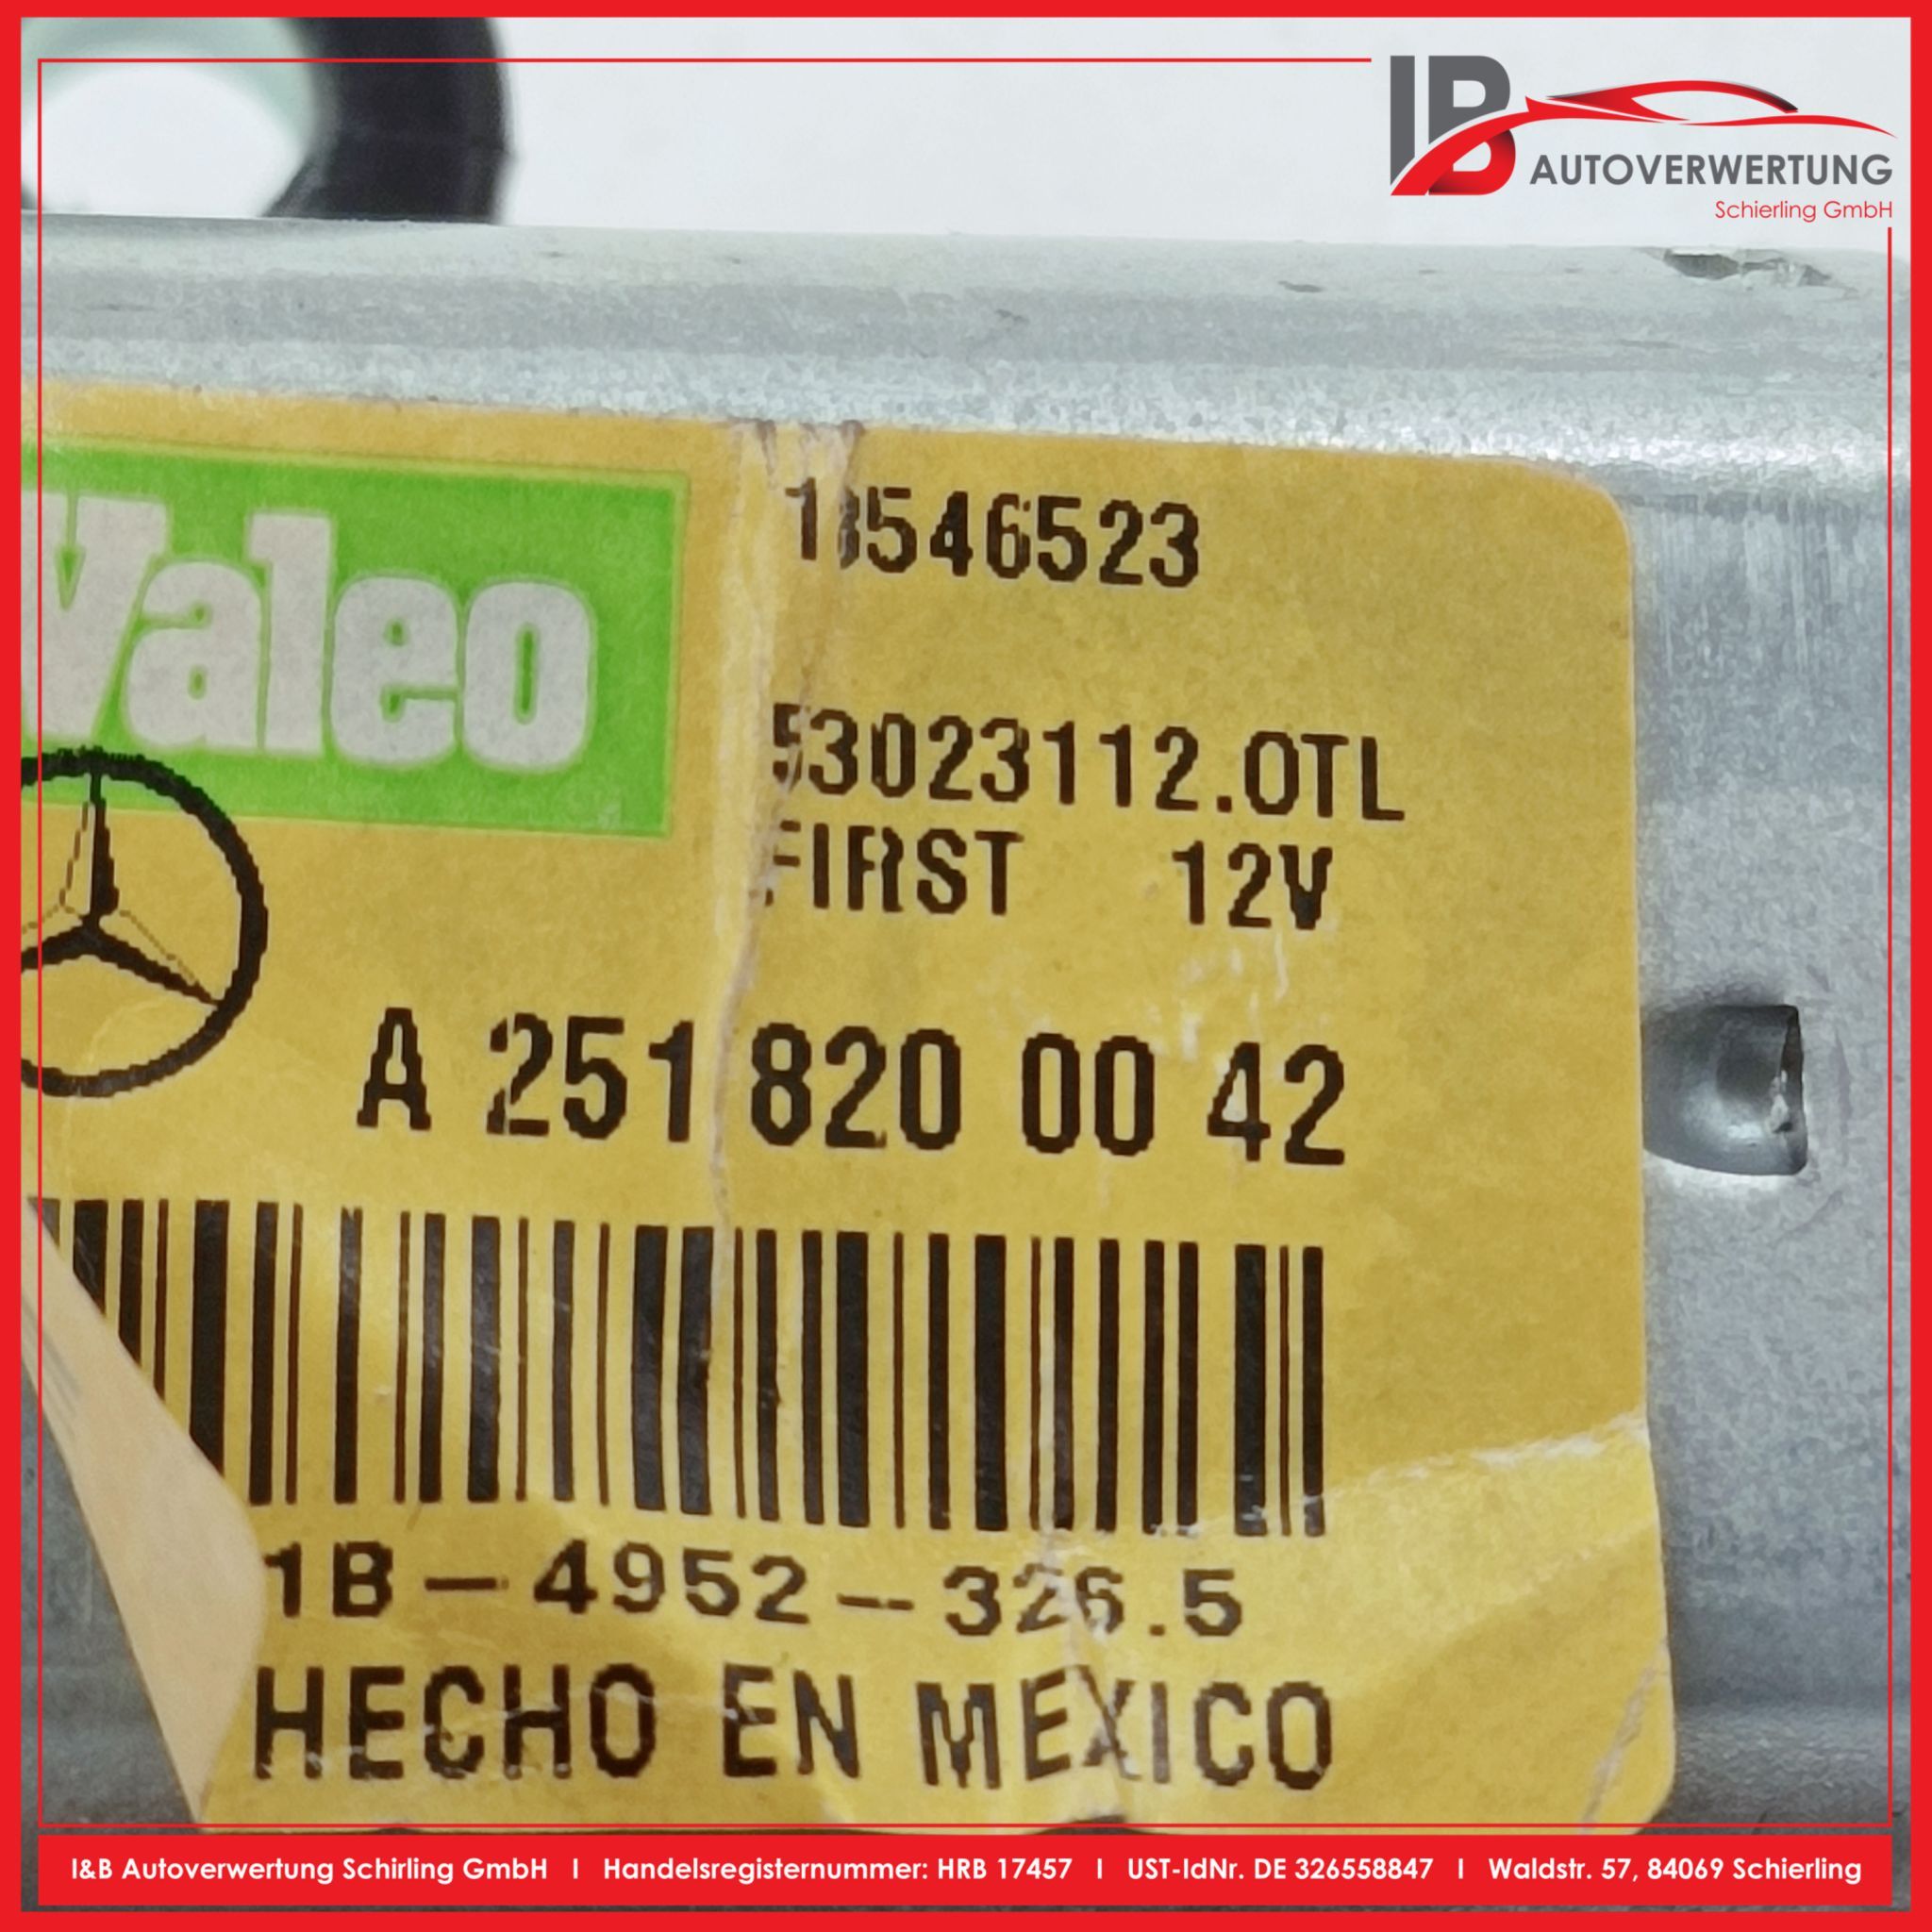 IB
AUTOVERWERTUNG
Schierling GmbH
Valeo
18546523
53023112.OTL
FIRST 12V
A 251 820 00 42
1B-4952-326.5
HECHO EN MEXICO
I&B Autoverwertung Schirling GmbH I Handelsregisternummer: HRB 17457 I UST-IdNr. DE 326558847 I Waldstr. 57, 84069 Schierling